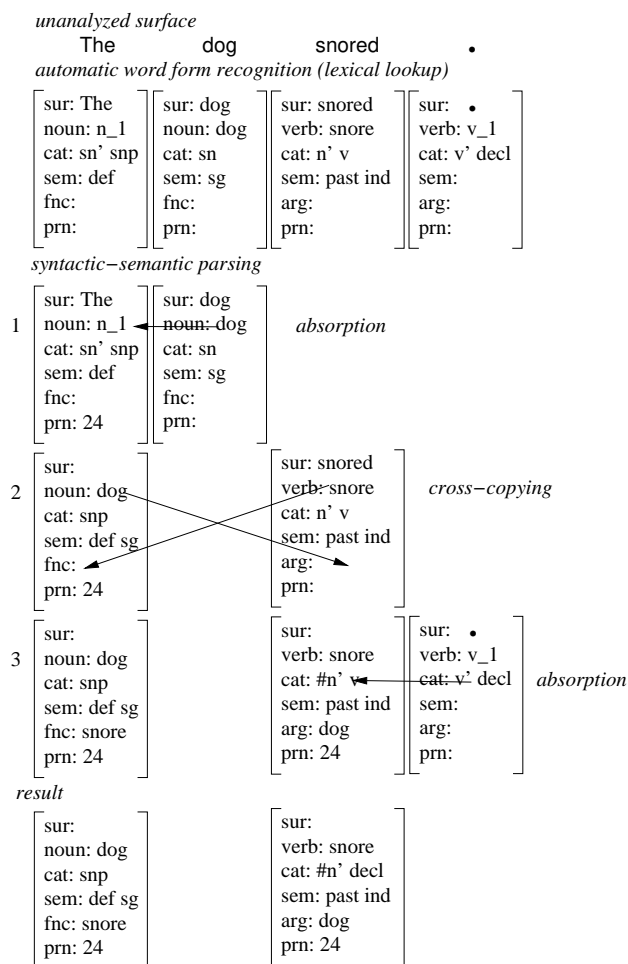 unanalyzed surface
The dog snored •
automatic word form recognition (lexical lookup)
sur: The sur: dog sur: snored sur: •
noun: n_1 noun: dog verb: snore verb: v_1
cat: sn' snp cat: sn cat: n' v cat: v' decl
sem: def sem: sg sem: past ind sem:
fnc: fnc: arg: arg:
prn: prn: prn: prn:
syntactic−semantic parsing
sur: The sur: dog
1 noun: n_1 noun: dog absorption
cat: sn' snp cat: sn
sem: def sem: sg
fnc: fnc:
prn: 24 prn:
sur: sur: snored
2 noun: dog verb: snore cross−copying
cat: snp cat: n' v
sem: def sg sem: past ind
fnc: arg:
prn: 24 prn:
sur: sur: sur: •
3 noun: dog verb: snore verb: v_1
cat: snp cat: #n' v cat: v' decl absorption
sem: def sg sem: past ind sem:
fnc: snore arg: dog arg:
prn: 24 prn: 24 prn:
result
sur: sur:
noun: dog verb: snore
cat: snp cat: #n' decl
sem: def sg sem: past ind
fnc: snore arg: dog
prn: 24 prn: 24